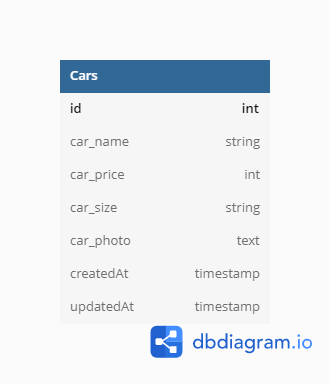 Cars
id int
car_name string
car_price int
car_size string
car_photo text
createdAt timestamp
updatedAt timestamp
dbdiagram.io